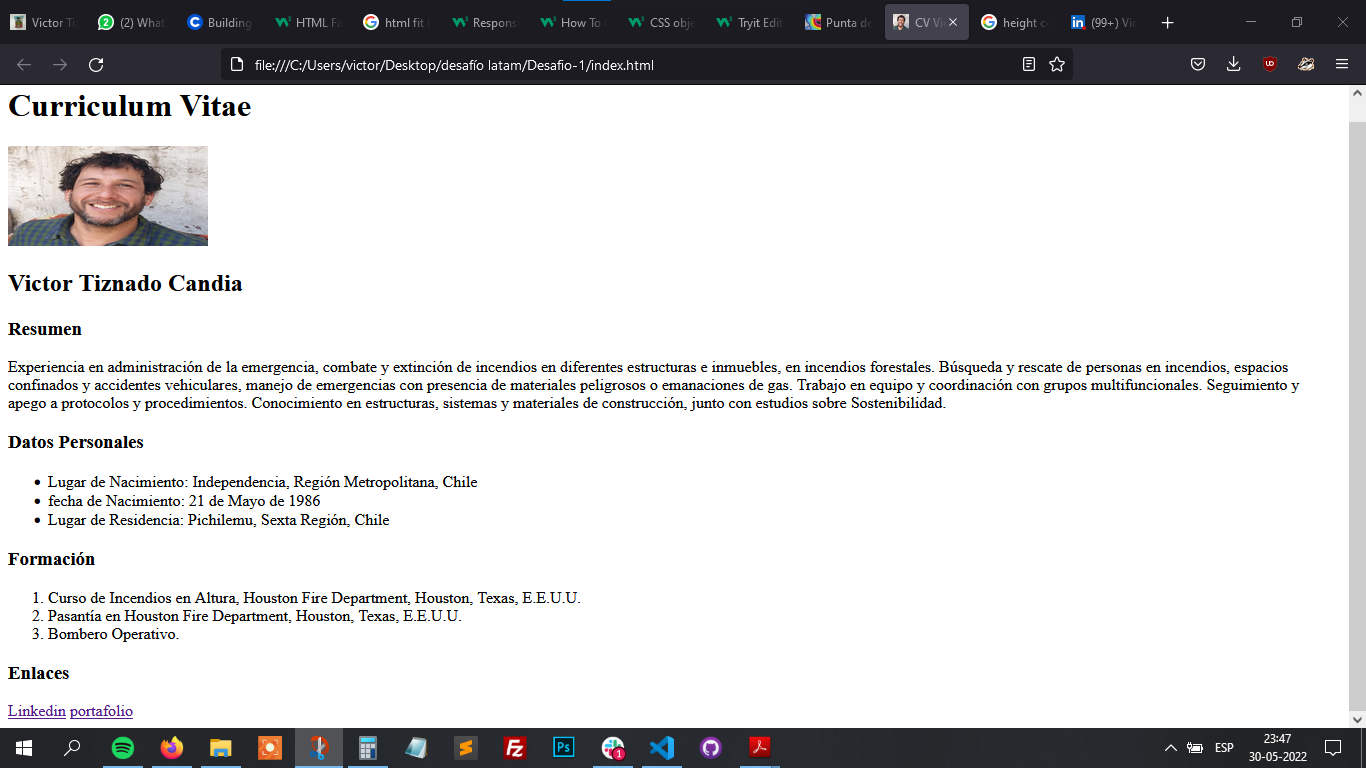 Victor Ti
(2) What
Building
HTML Fa
html fit i
Respons
How To
CSS obje
Tryit Edit
Punta de
CV Vi
height c
(99+) Vi
file:///C:/Users/victor/Desktop/desafío latam/Desafio-1/index.html
Curriculum Vitae
Victor Tiznado Candia
Resumen
Experiencia en administración de la emergencia, combate y extinción de incendios en diferentes estructuras e inmuebles, en incendios forestales. Búsqueda y rescate de personas en incendios, espacios
confinados y accidentes vehiculares, manejo de emergencias con presencia de materiales peligrosos o emanaciones de gas. Trabajo en equipo y coordinación con grupos multifuncionales. Seguimiento y
apego a protocolos y procedimientos. Conocimiento en estructuras, sistemas y materiales de construcción, junto con estudios sobre Sostenibilidad.
Datos Personales
• Lugar de Nacimiento: Independencia, Región Metropolitana, Chile
• fecha de Nacimiento: 21 de Mayo de 1986
• Lugar de Residencia: Pichilemu, Sexta Región, Chile
Formación
1. Curso de Incendios en Altura, Houston Fire Department, Houston, Texas, E.E.U.U.
2. Pasantía en Houston Fire Department, Houston, Texas, E.E.U.U.
3. Bombero Operativo.
Enlaces
Linkedin portafolio
ESP
23:47
30-05-2022